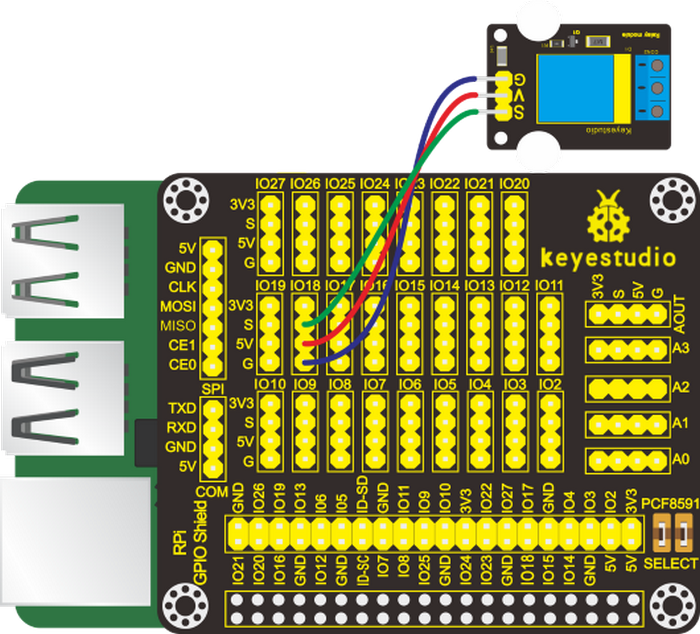 Relay module
Q1
COM2
D1
G
V
S
Keyestudio
IO27 IO26 IO25 IO24 IO23 IO22 IO21 IO20
3V3
S
5V
G
keyestudio
IO19 IO18 IO17 IO16 IO15 IO14 IO13 IO12 IO11
3V3
S
5V
G
IO10 IO9 IO8 IO7 IO6 IO5 IO4 IO3 IO2
3V3
S
5V
G
5V
GND
CLK
MOSI
MISO
CE1
CE0
SPI
TXD
RXD
GND
5V
COM
3V3 S 5V G
AOUT
A3
A2
A1
A0
RPi
GPIO Shield
GND IO26 IO19 IO13 IO6 IO5 ID-SD GND IO11 IO9 IO10 3V3 IO22 IO27 IO17 GND IO4 IO3 IO2 3V3
IO21 IO20 IO16 GND IO12 GND ID-SC IO7 IO8 IO25 GND IO24 IO23 GND IO18 IO15 IO14 GND 5V 5V
PCF8591
SELECT